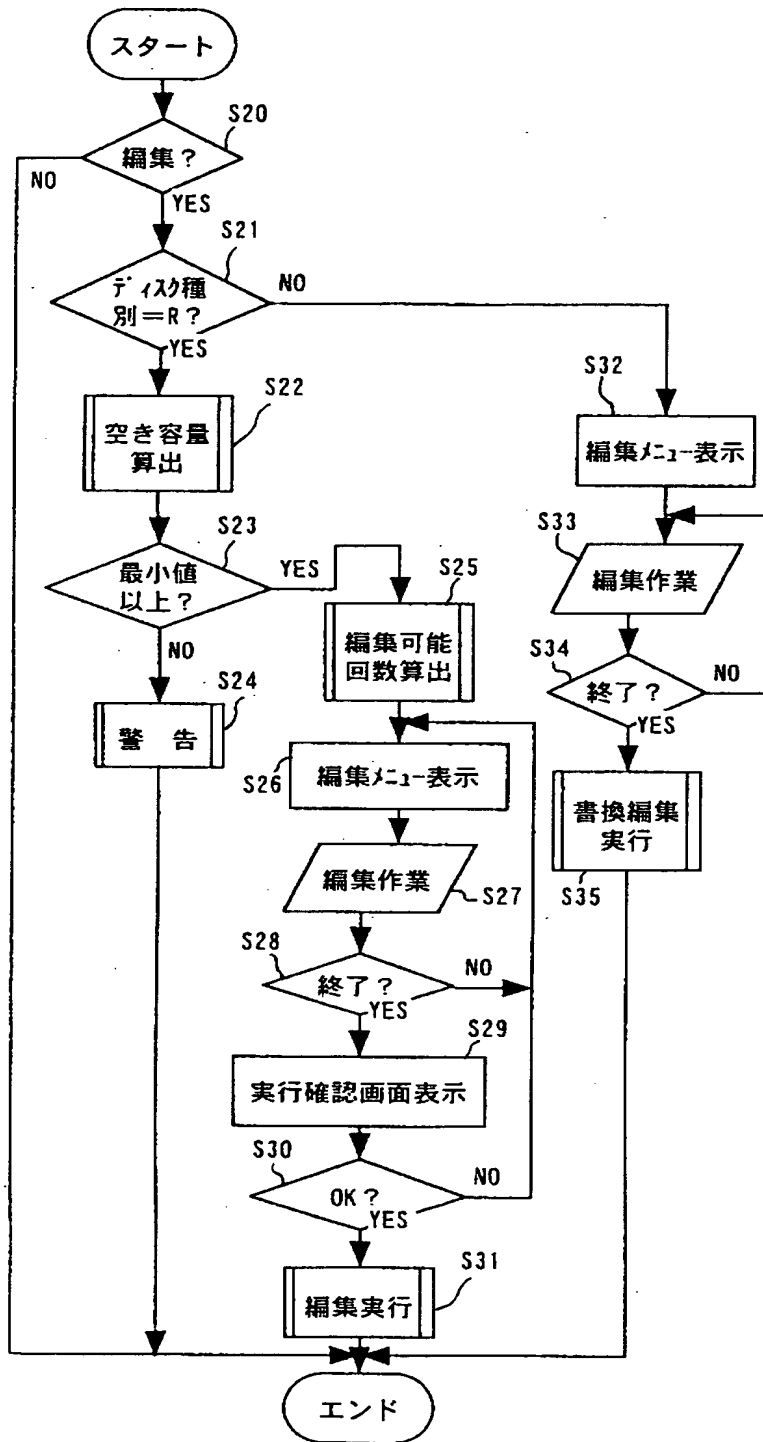 スタート
S20
編集?
NO
YES
S21
ディスク種
別=R?
NO
YES
S22
空き容量
算出
S23
最小値
以上?
YES
NO
S24
警 告
S25
編集可能
回数算出
S26
編集メニュー表示
編集作業
S27
S28
終了?
NO
YES
S29
実行確認画面表示
S30
OK?
NO
YES
S31
編集実行
S32
編集メニュー表示
S33
編集作業
S34
終了?
NO
YES
書換編集
実行
S35
エンド